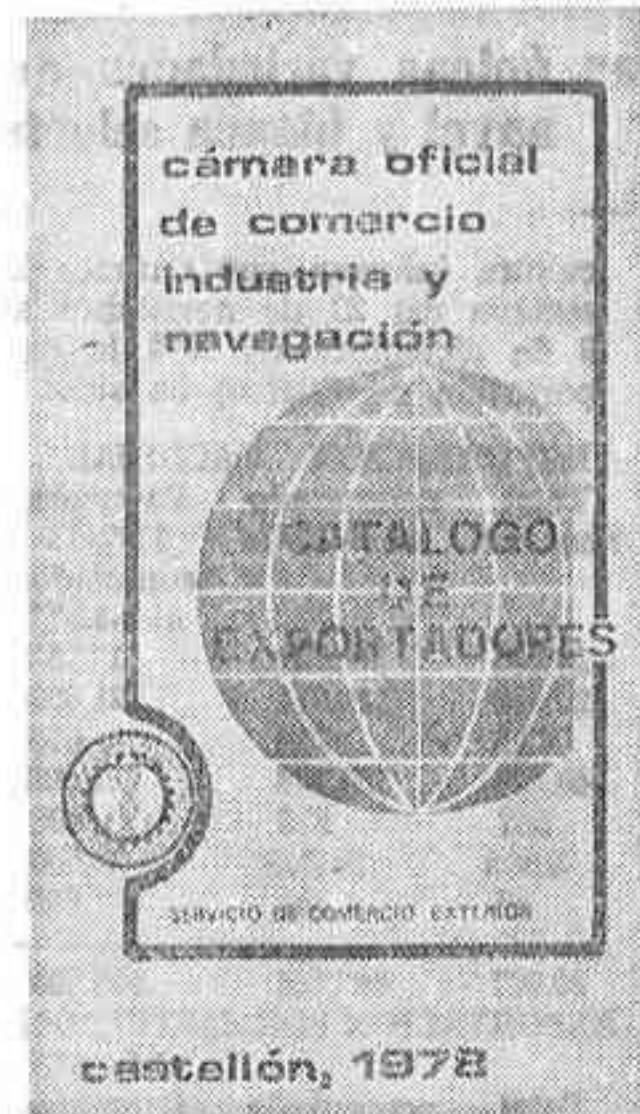 cámara oficial
de comercio
industria y
navegación
CATALOGO
DE
EXPORTADORES
SERVICIO DE COMERCIO EXTERIOR
castellón, 1978